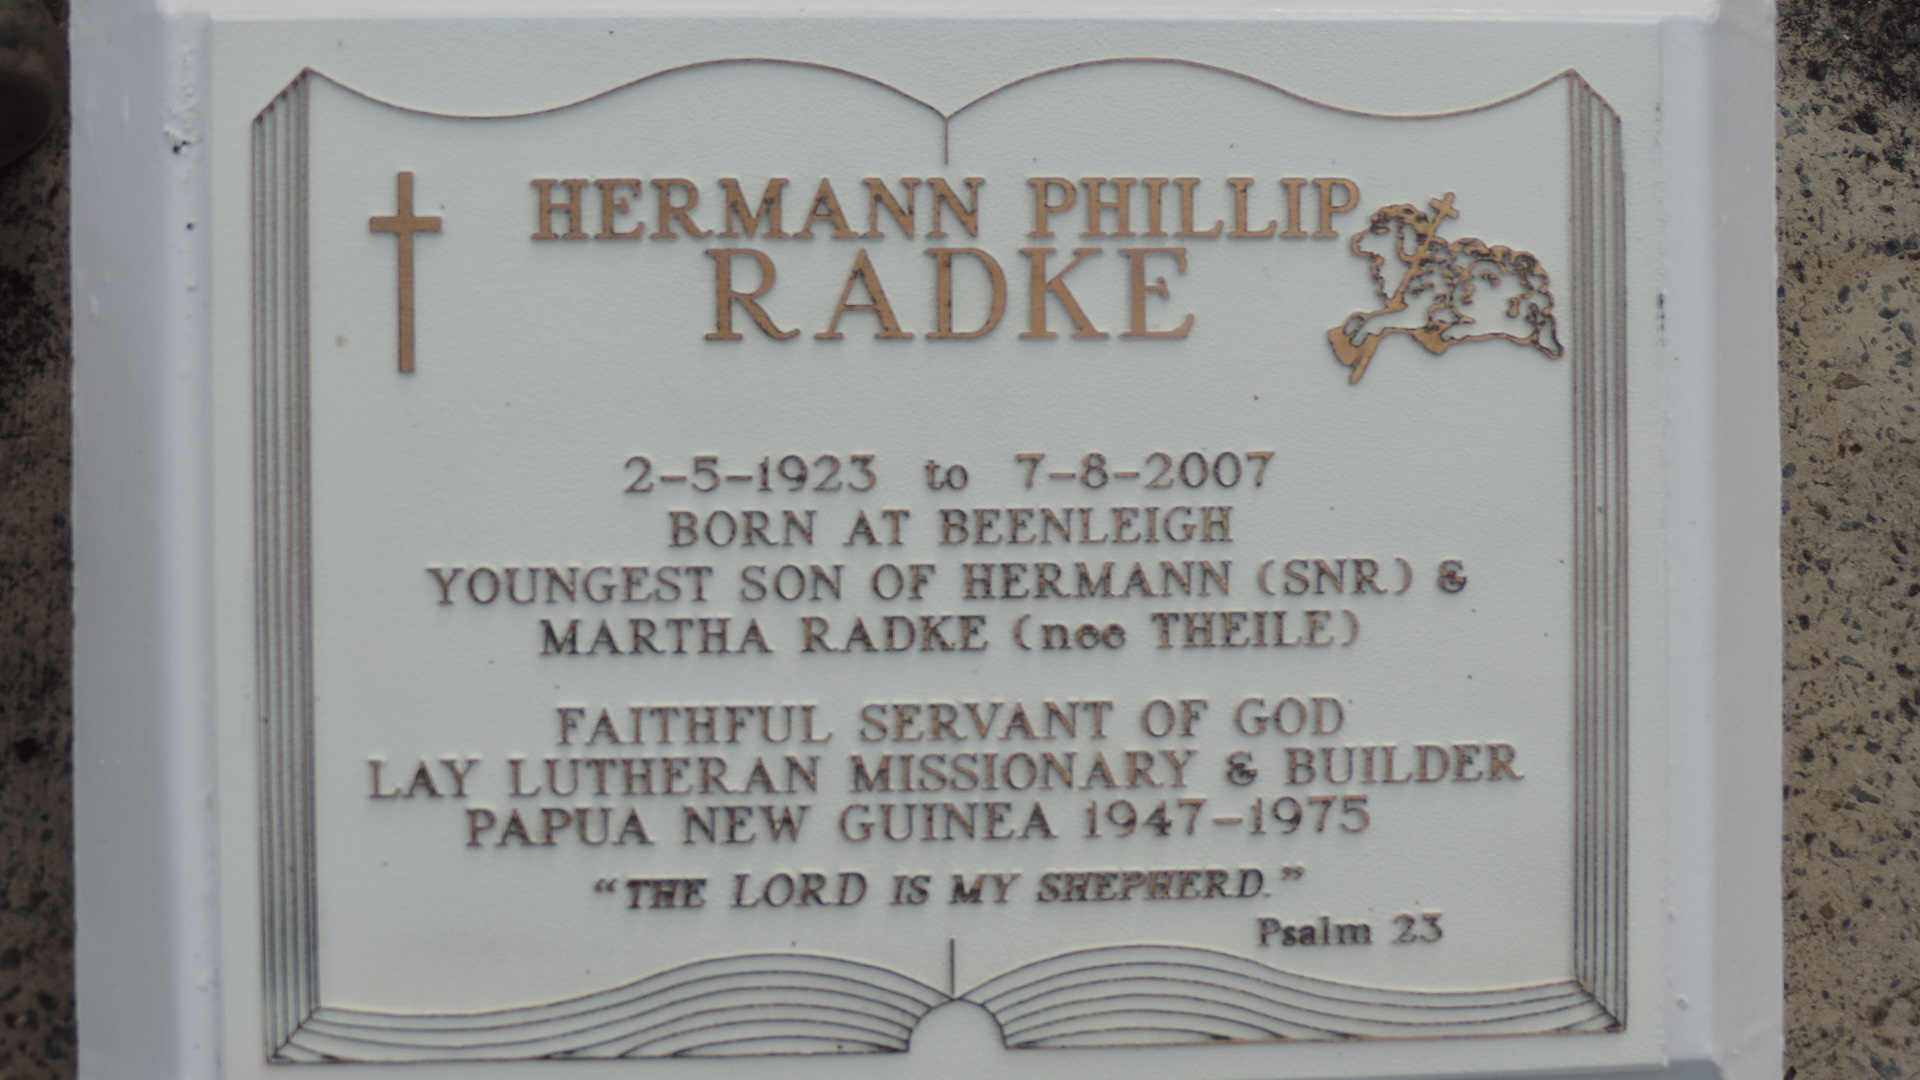 HERMANN PHILLIP
RADKE
2-5-1923 to 7-8-2007
BORN AT BEENLEIGH
YOUNGEST SON OF HERMANN (SNR) &
MARTHA RADKE (nee THEILE)
FAITHFUL SERVANT OF GOD
LAY LUTHERAN MISSIONARY & BUILDER
PAPUA NEW GUINEA 1947-1975
“THE LORD IS MY SHEPHERD.”
Psalm 23